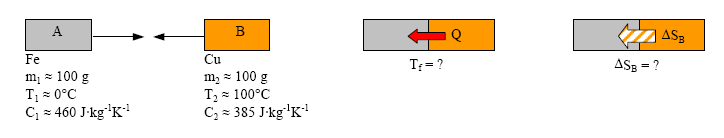 A
B
Fe
m₁ ≈ 100 g
T₁ ≈ 0°C
C₁ ≈ 460 J·kg⁻¹K⁻¹
Cu
m₂ ≈ 100 g
T₂ ≈ 100°C
C₂ ≈ 385 J·kg⁻¹K⁻¹
Q
T_f = ?
ΔS_B
ΔS_B = ?